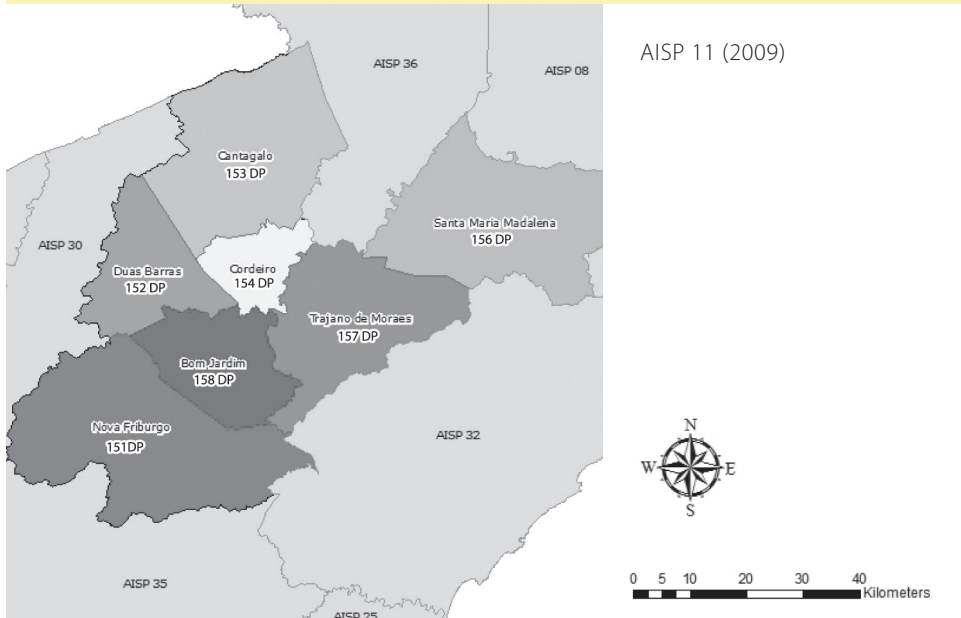 AISP 11 (2009)
AISP 36
AISP 08
Cantagalo
153 DP
Santa Maria Madalena
156 DP
AISP 30
Duas Barras
152 DP
Cordeiro
154 DP
Trajano de Moraes
157 DP
Bom Jardim
158 DP
Nova Friburgo
151DP
AISP 32
AISP 35
AISP 25
N
W
E
S
0 5 10 20 30 40
Kilometers